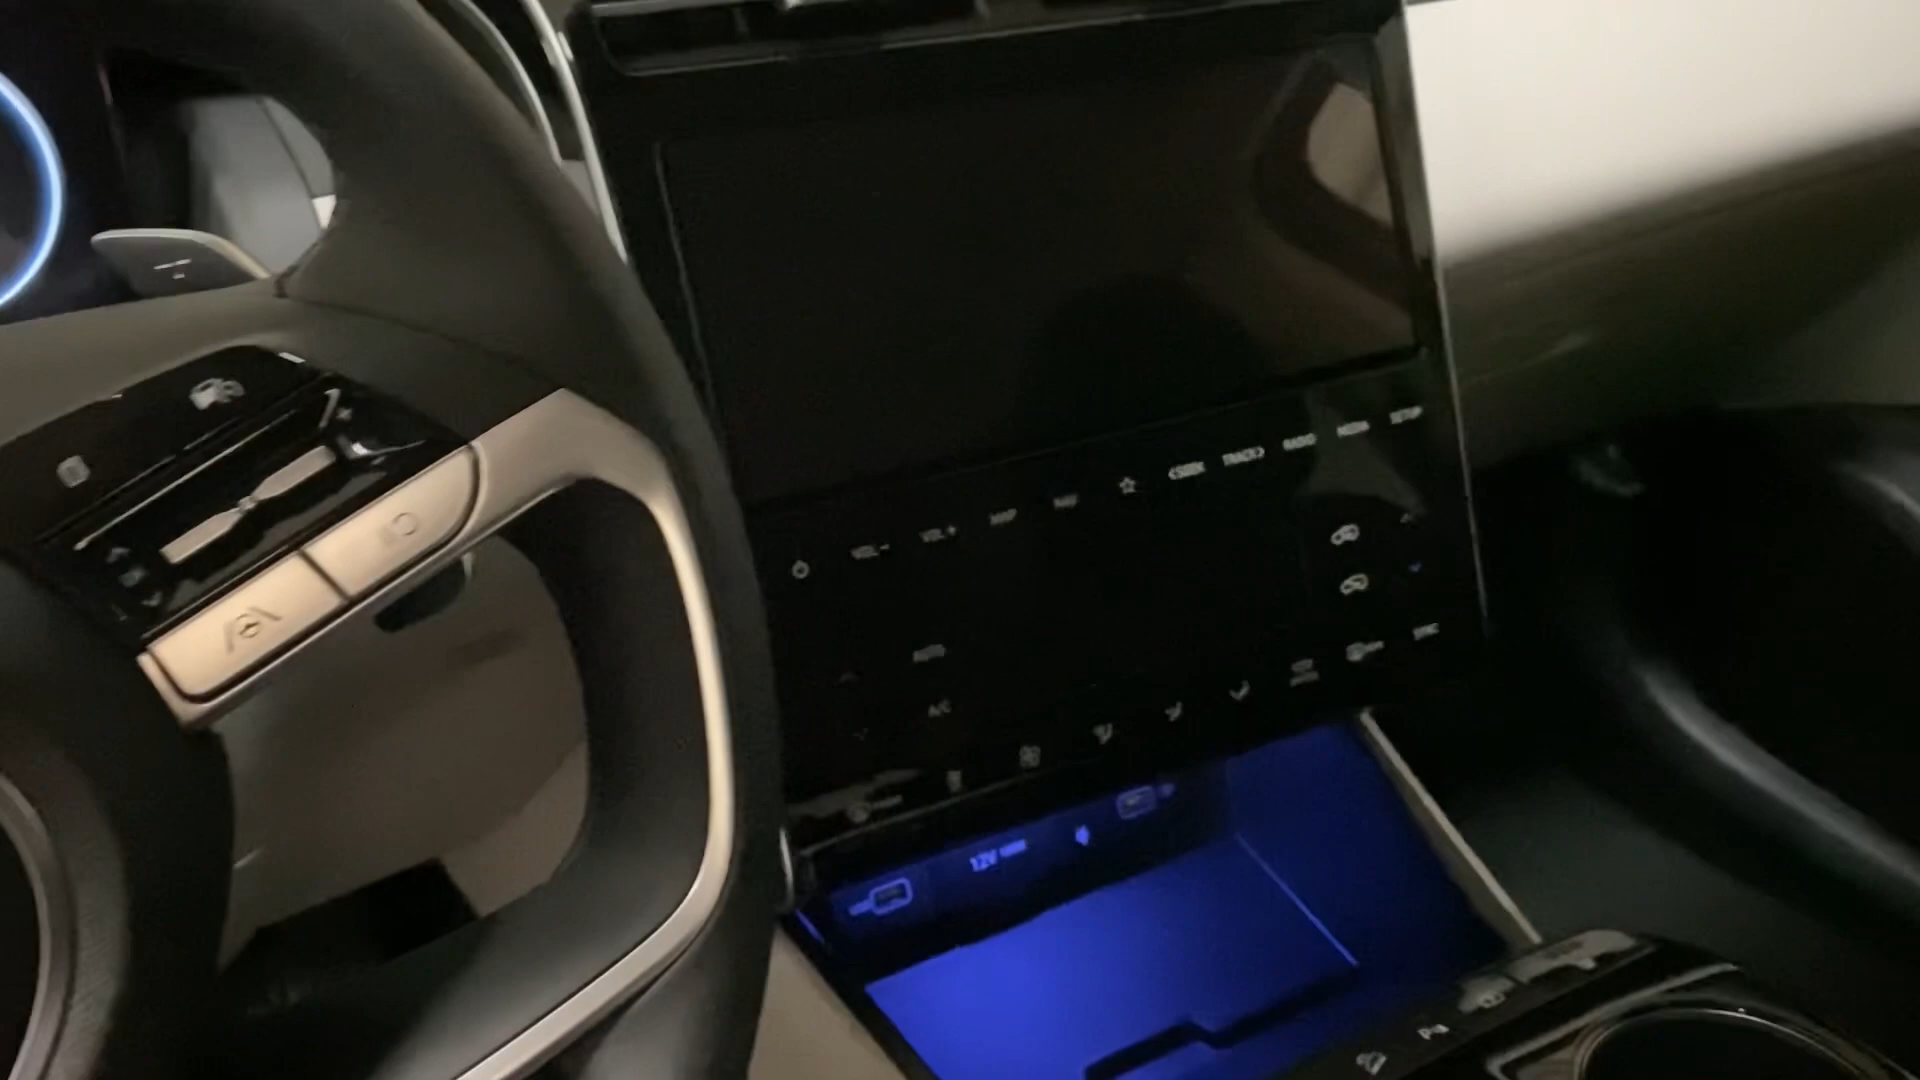 VOL - VOL + MAP NAV <SEEK TRACK> RADIO MEDIA SETUP
AUTO
A/C
SYNC
12V
P